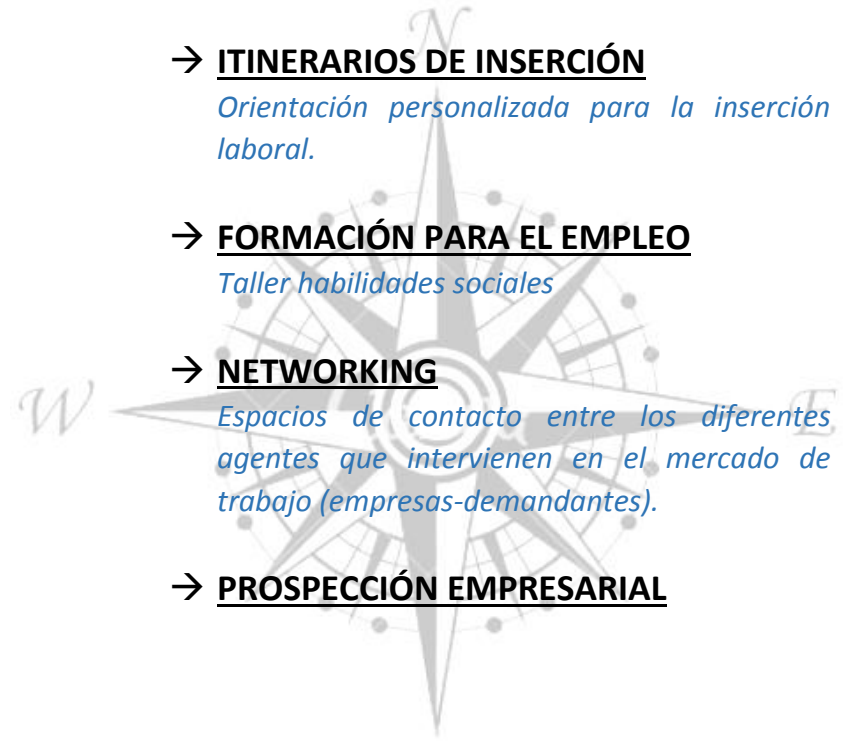 N
→ ITINERARIOS DE INSERCIÓN
Orientación personalizada para la inserción
laboral.
→ FORMACIÓN PARA EL EMPLEO
Taller habilidades sociales
→ NETWORKING
W
E
Espacios de contacto entre los diferentes
agentes que intervienen en el mercado de
trabajo (empresas-demandantes).
→ PROSPECCIÓN EMPRESARIAL